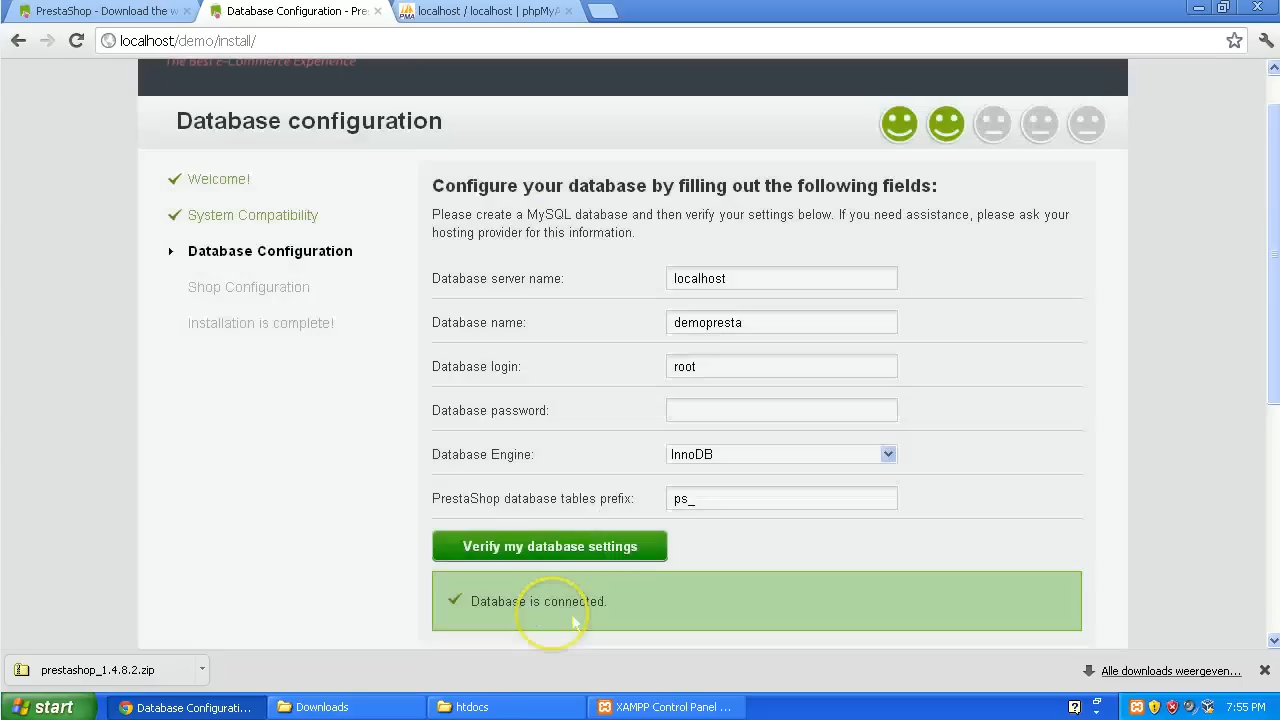 PrestaShop - Download the w
Database Configuration - Pre
localhost / localhost | phpMyA
localhost/demo/install/
The Best E-Commerce Experience
Database configuration
Welcome!
System Compatibility
Database Configuration
Shop Configuration
Installation is complete!
Configure your database by filling out the following fields:
Please create a MySQL database and then verify your settings below. If you need assistance, please ask your
hosting provider for this information.
Database server name: localhost
Database name: demopresta
Database login: root
Database password:
Database Engine: InnoDB
PrestaShop database tables prefix: ps_
Verify my database settings
Database is connected.
prestashop_1.4.8.2.zip
Alle downloads weergeven...
start
Database Configurati...
Downloads
htdocs
XAMPP Control Panel ...
7:55 PM